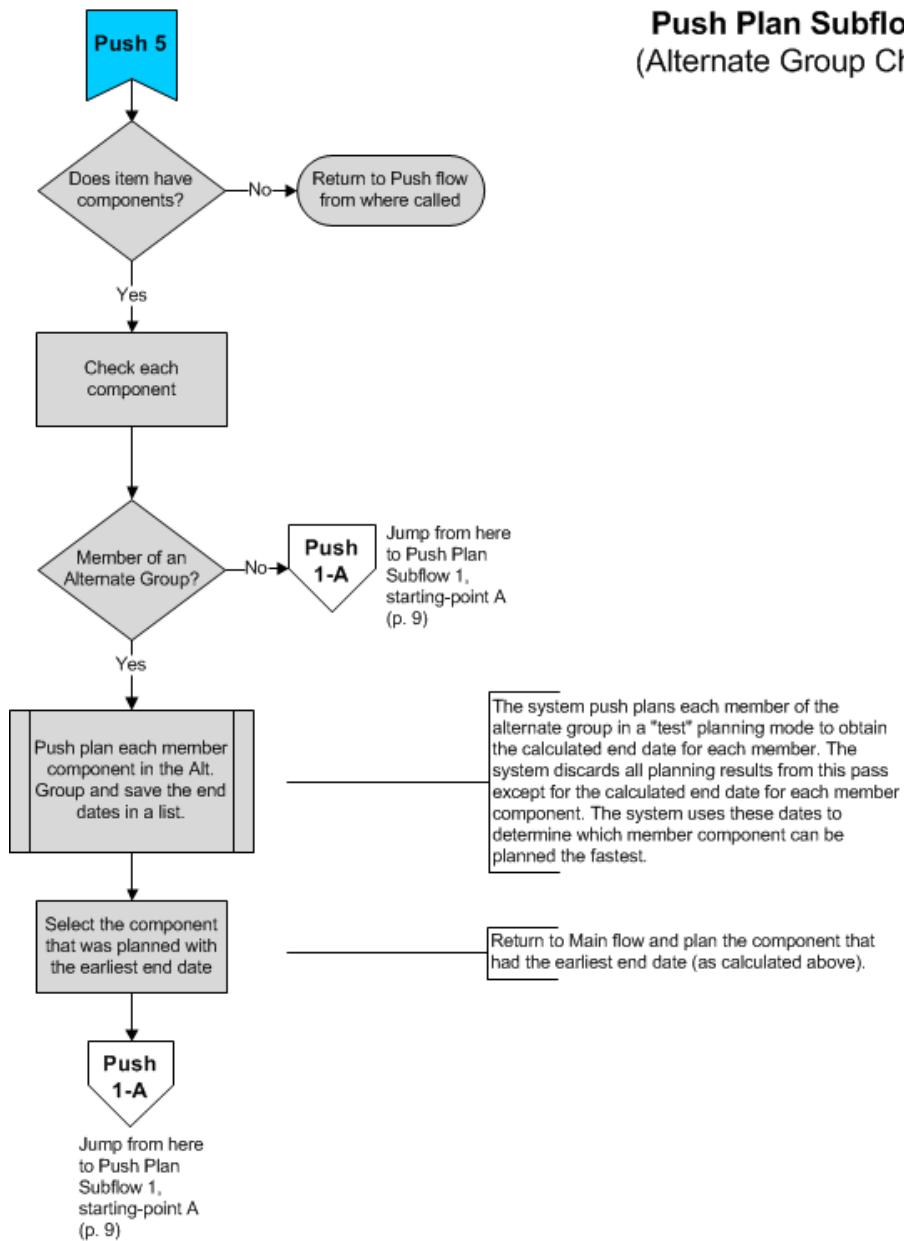 Push Plan Subflo
(Alternate Group Ch
Push 5
Does item have
components?
No
Return to Push flow
from where called
Yes
Check each
component
Member of an
Alternate Group?
No
Push
1-A
Jump from here
to Push Plan
Subflow 1,
starting-point A
(p. 9)
Yes
Push plan each member
component in the Alt.
Group and save the end
dates in a list.
The system push plans each member of the
alternate group in a "test" planning mode to obtain
the calculated end date for each member. The
system discards all planning results from this pass
except for the calculated end date for each member
component. The system uses these dates to
determine which member component can be
planned the fastest.
Select the component
that was planned with
the earliest end date
Return to Main flow and plan the component that
had the earliest end date (as calculated above).
Push
1-A
Jump from here
to Push Plan
Subflow 1,
starting-point A
(p. 9)